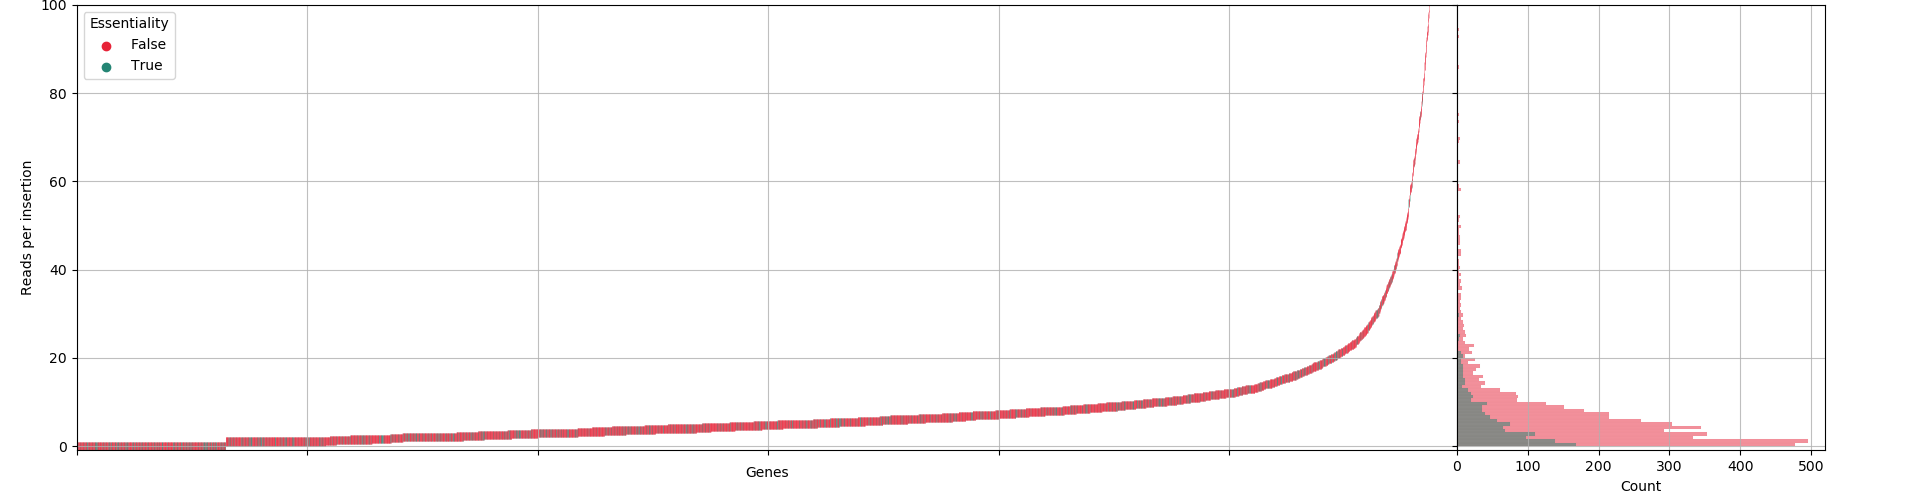 100
80
60
40
20
0
Reads per insertion
Essentiality
False
True
Genes
0 100 200 300 400 500
Count